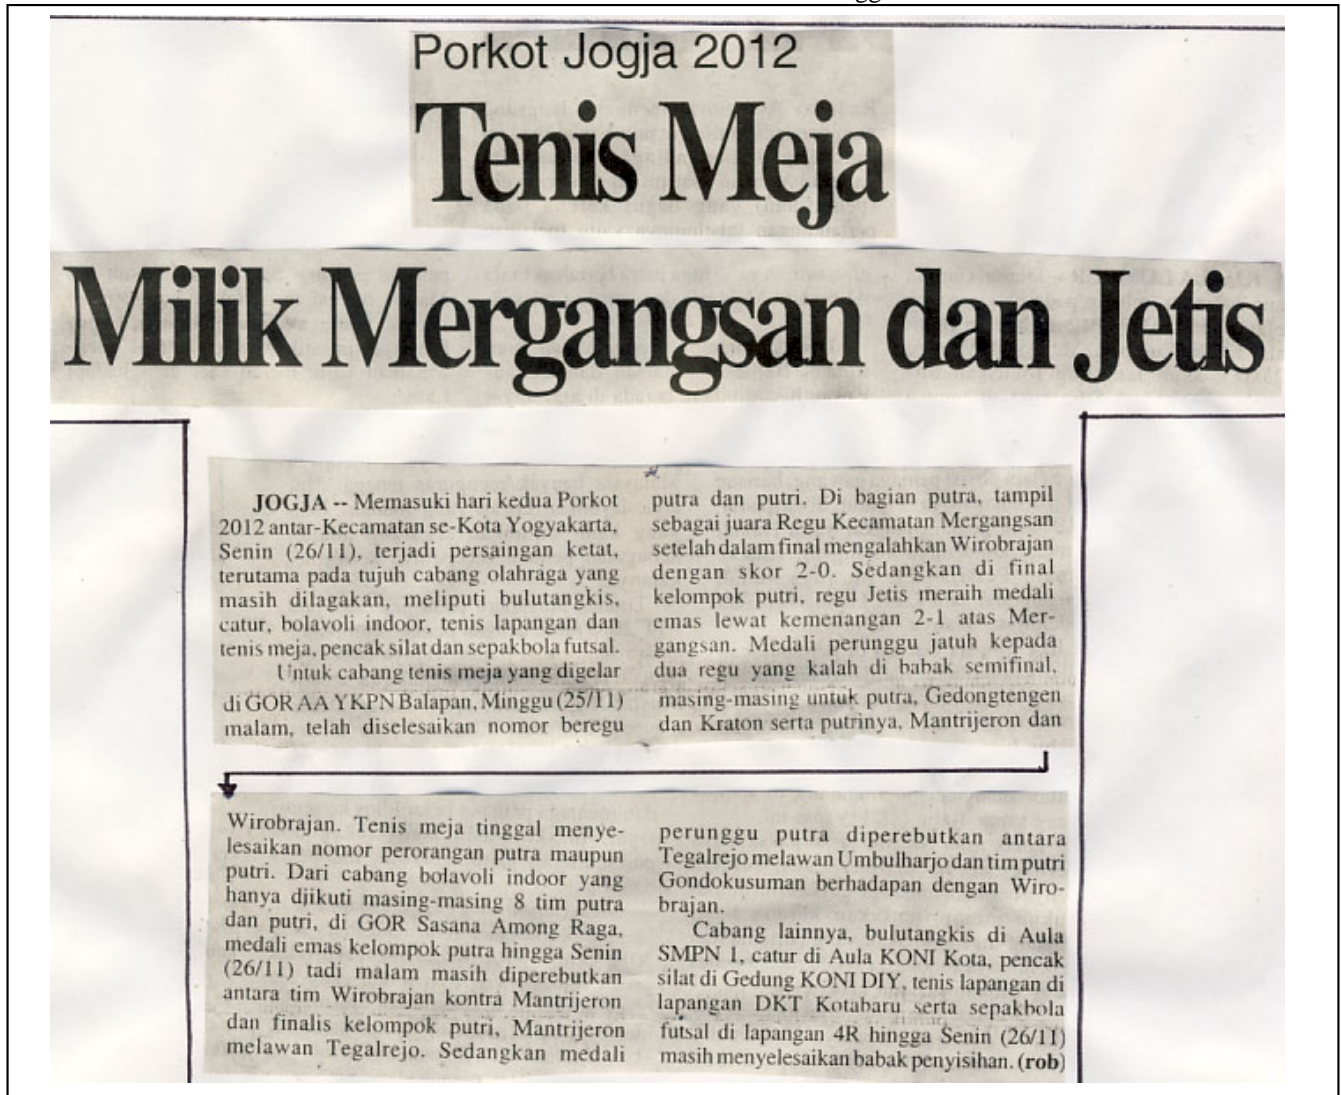 Porkot Jogja 2012
Tenis Meja
Milik Mergangsan dan Jetis
JOGJA -- Memasuki hari kedua Porkot
2012 antar-Kecamatan se-Kota Yogyakarta,
Senin (26/11), terjadi persaingan ketat,
terutama pada tujuh cabang olahraga yang
masih dilagakan, meliputi bulutangkis,
catur, bolavoli indoor, tenis lapangan dan
tenis meja, pencak silat dan sepakbola futsal.
Untuk cabang tenis meja yang digelar
di GOR AA YKPN Balapan, Minggu (25/11)
malam, telah diselesaikan nomor beregu
putra dan putri. Di bagian putra, tampil
sebagai juara Regu Kecamatan Mergangsan
setelah dalam final mengalahkan Wirobrajan
dengan skor 2-0. Sedangkan di final
kelompok putri, regu Jetis meraih medali
emas lewat kemenangan 2-1 atas Mer-
gangsan. Medali perunggu jatuh kepada
dua regu yang kalah di babak semifinal,
masing-masing untuk putra, Gedongtengen
dan Kraton serta putrinya, Mantrijeron dan
Wirobrajan. Tenis meja tinggal menye-
lesaikan nomor perorangan putra maupun
putri. Dari cabang bolavoli indoor yang
hanya diikuti masing-masing 8 tim putra
dan putri, di GOR Sasana Among Raga,
medali emas kelompok putra hingga Senin
(26/11) tadi malam masih diperebutkan
antara tim Wirobrajan kontra Mantrijeron
dan finalis kelompok putri, Mantrijeron
melawan Tegalrejo. Sedangkan medali
perunggu putra diperebutkan antara
Tegalrejo melawan Umbulharjo dan tim putri
Gondokusuman berhadapan dengan Wiro-
brajan.
Cabang lainnya, bulutangkis di Aula
SMPN 1, catur di Aula KONI Kota, pencak
silat di Gedung KONI DIY, tenis lapangan di
lapangan DKT Kotabaru serta sepakbola
futsal di lapangan 4R hingga Senin (26/11)
masih menyelesaikan babak penyisihan. (rob)